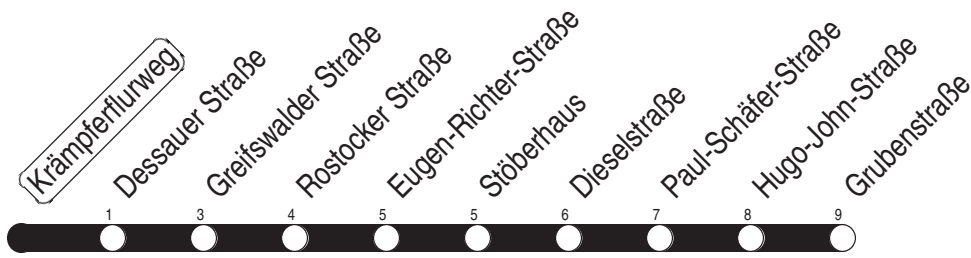 Krämpferflurweg
Dessauer Straße
Greifswalder Straße
Rostocker Straße
Eugen-Richter-Straße
Stöberhaus
Dieselstraße
Paul-Schäfer-Straße
Hugo-John-Straße
Grubenstraße
1 3 4 5 5 6 7 8 9